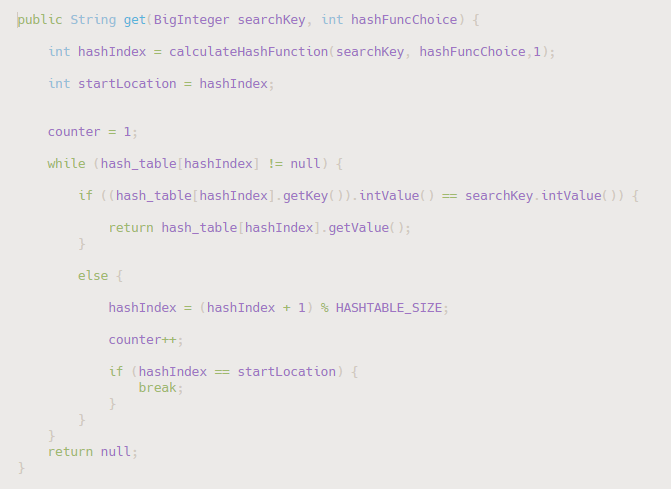 public String get(BigInteger searchKey, int hashFuncChoice) {
int hashIndex = calculateHashFunction(searchKey, hashFuncChoice,1);
int startLocation = hashIndex;
counter = 1;
while (hash_table[hashIndex] != null) {
if ((hash_table[hashIndex].getKey()).intValue() == searchKey.intValue()) {
return hash_table[hashIndex].getValue();
}
else {
hashIndex = (hashIndex + 1) % HASHTABLE_SIZE;
counter++;
if (hashIndex == startLocation) {
break;
}
}
}
return null;
}